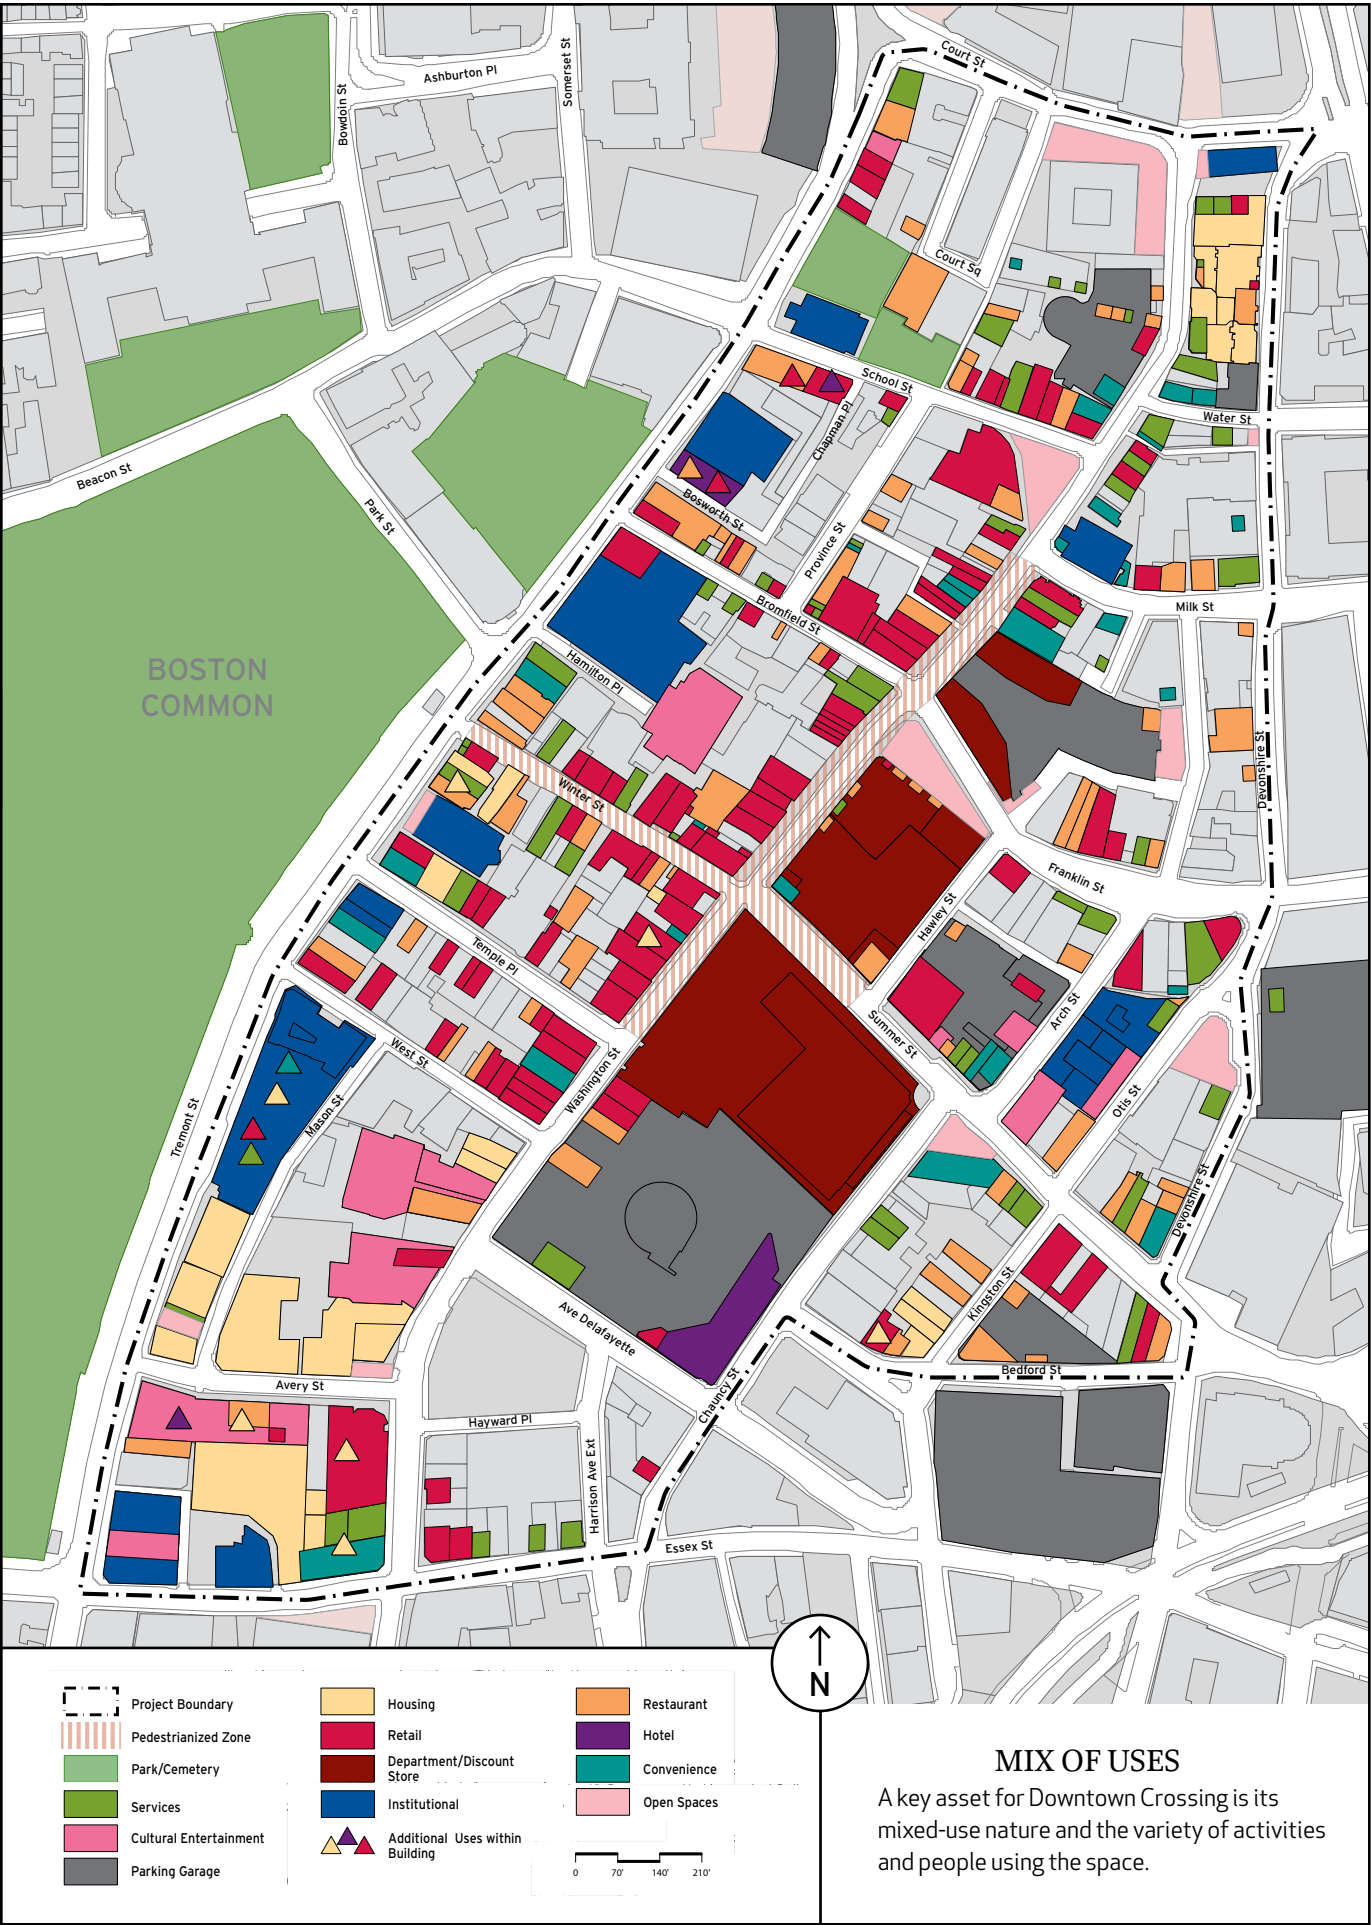 Court St
Ashburton Pl
Somerset St
Bowdoin St
Court Sq
School St
Chapman Pl
Water St
Beacon St
Park St
Bosworth St
Province St
Bromfield St
Milk St
BOSTON
COMMON
Hamilton Pl
Devonshire St
Winter St
Franklin St
Hawley St
Temple Pl
Arch St
Summer St
West St
Washington St
Otis St
Mason St
Tremont St
Devonshire St
Kingston St
Ave Delafayette
Bedford St
Avery St
Chauncy St
Hayward Pl
Harrison Ave Ext
Essex St
N
Project Boundary
Pedestrianized Zone
Park/Cemetery
Services
Cultural Entertainment
Parking Garage
Housing
Retail
Department/Discount
Store
Institutional
Additional Uses within
Building
Restaurant
Hotel
Convenience
Open Spaces
0 70' 140' 210'
MIX OF USES
A key asset for Downtown Crossing is its
mixed-use nature and the variety of activities
and people using the space.